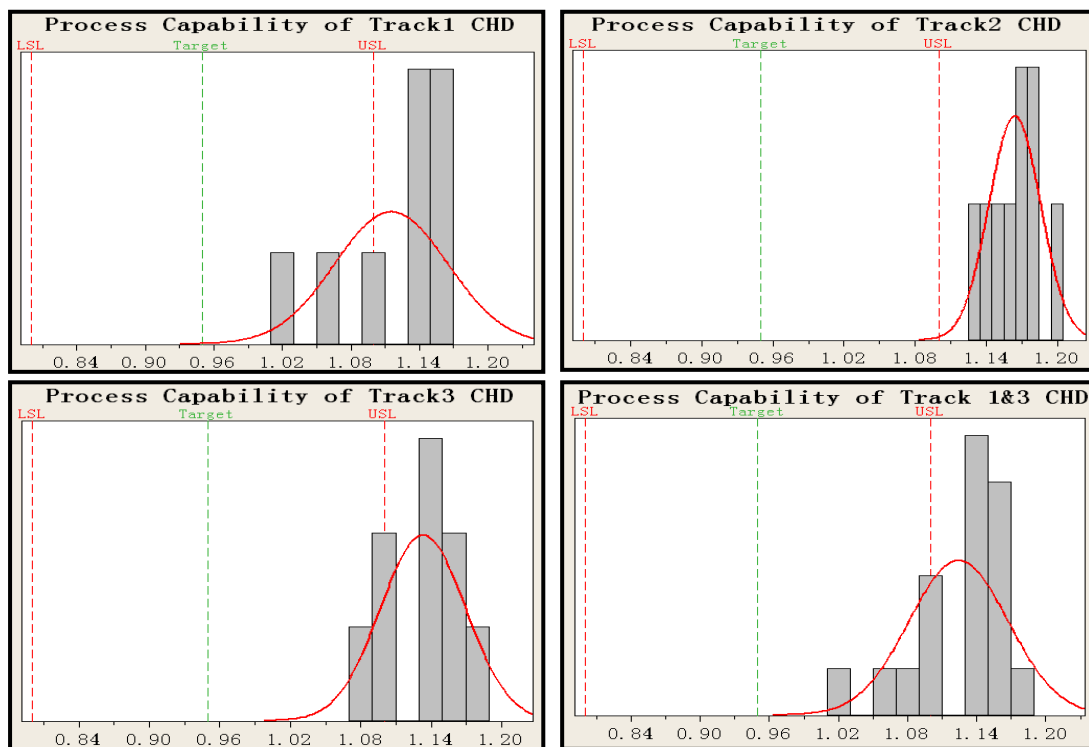 Process Capability of Track1 CHD
LSL Target USL
0.84 0.90 0.96 1.02 1.08 1.14 1.20
Process Capability of Track2 CHD
LSL Target USL
0.84 0.90 0.96 1.02 1.08 1.14 1.20
Process Capability of Track3 CHD
LSL Target USL
0.84 0.90 0.96 1.02 1.08 1.14 1.20
Process Capability of Track 1&3 CHD
LSL Target USL
0.84 0.90 0.96 1.02 1.08 1.14 1.20